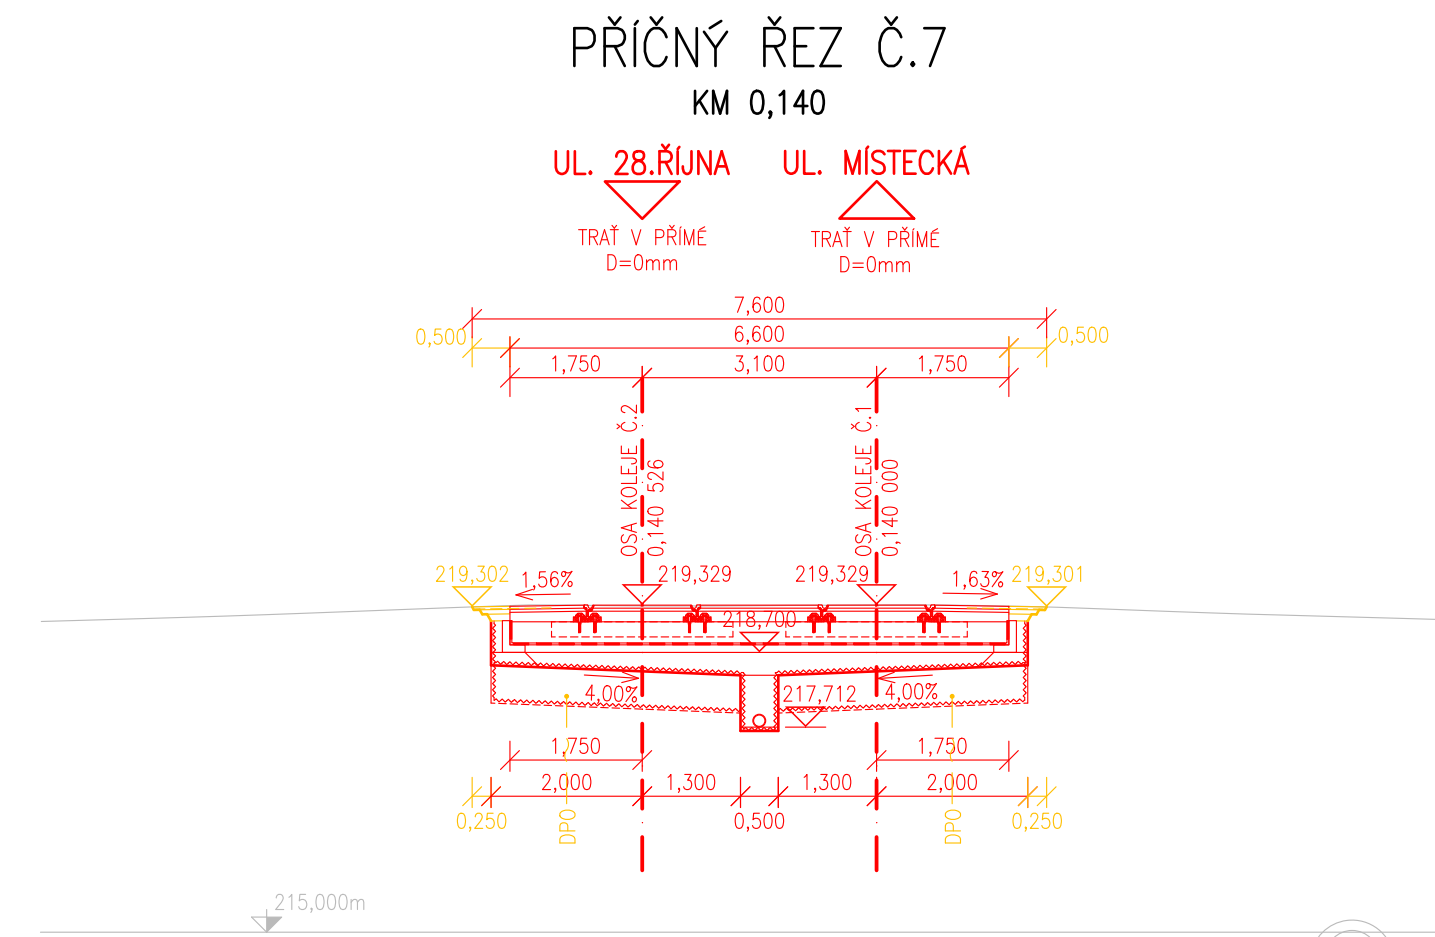 PŘÍČNÝ ŘEZ Č.7
KM 0,140
UL. 28.ŘÍJNA UL. MÍSTECKÁ
TRAŤ V PŘÍMÉ TRAŤ V PŘÍMÉ
D=0mm D=0mm
7,600
0,500 6,600 0,500
1,750 3,100 1,750
OSA KOLEJE Č.2
0,140 526
OSA KOLEJE Č.1
0,140 000
219,302 1,56% 219,329 219,329 1,63% 219,301
218,700
4,00% 217,712 4,00%
1,750 1,750
2,000 1,300 1,300 2,000
0,250 DPO 0,500 DPO 0,250
215,000m